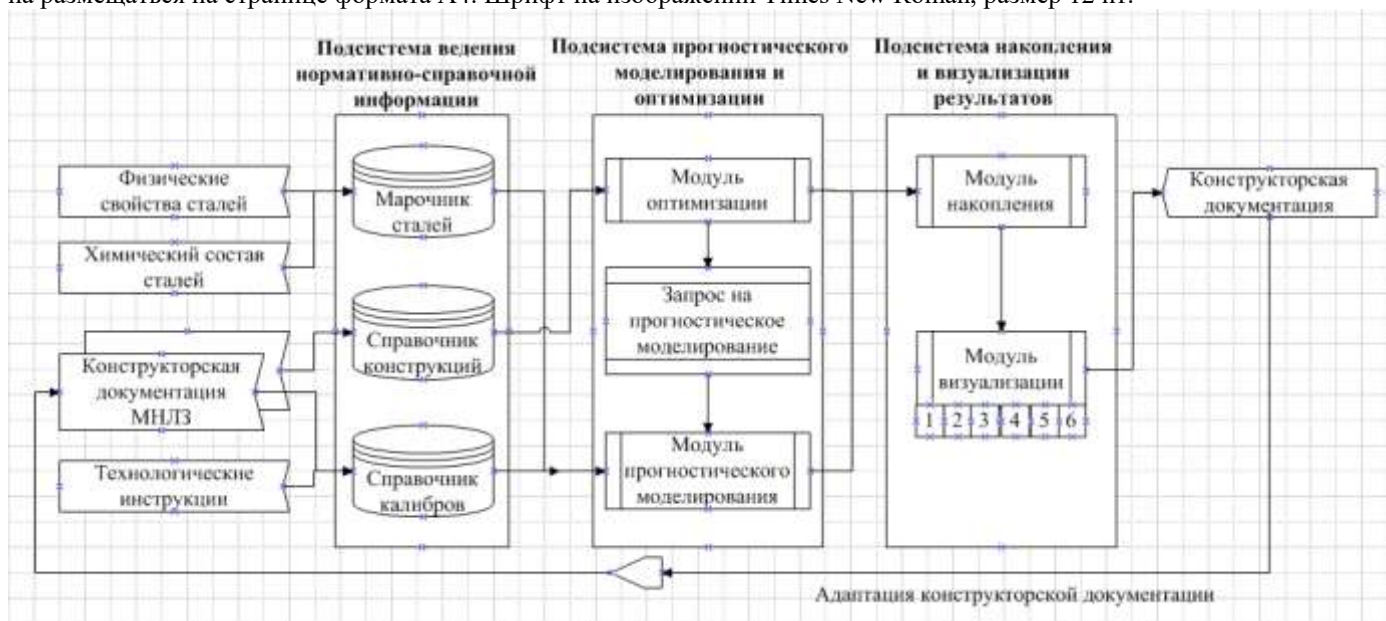 на размещаться на странице формата А4. Шрифт на изображении Times New Roman, размер 12 пт.
Подсистема ведения
нормативно-справочной
информации
Подсистема прогностического
моделирования и
оптимизации
Подсистема накопления
и визуализации
результатов
Физические
свойства сталей
Химический состав
сталей
Конструкторская
документация
МНЛЗ
Технологические
инструкции
Марочник
сталей
Справочник
конструкций
Справочник
калибров
Модуль
оптимизации
Запрос на
прогностическое
моделирование
Модуль
прогностического
моделирования
Модуль
накопления
Модуль
визуализации
1 2 3 4 5 6
Конструкторская
документация
Адаптация конструкторской документации